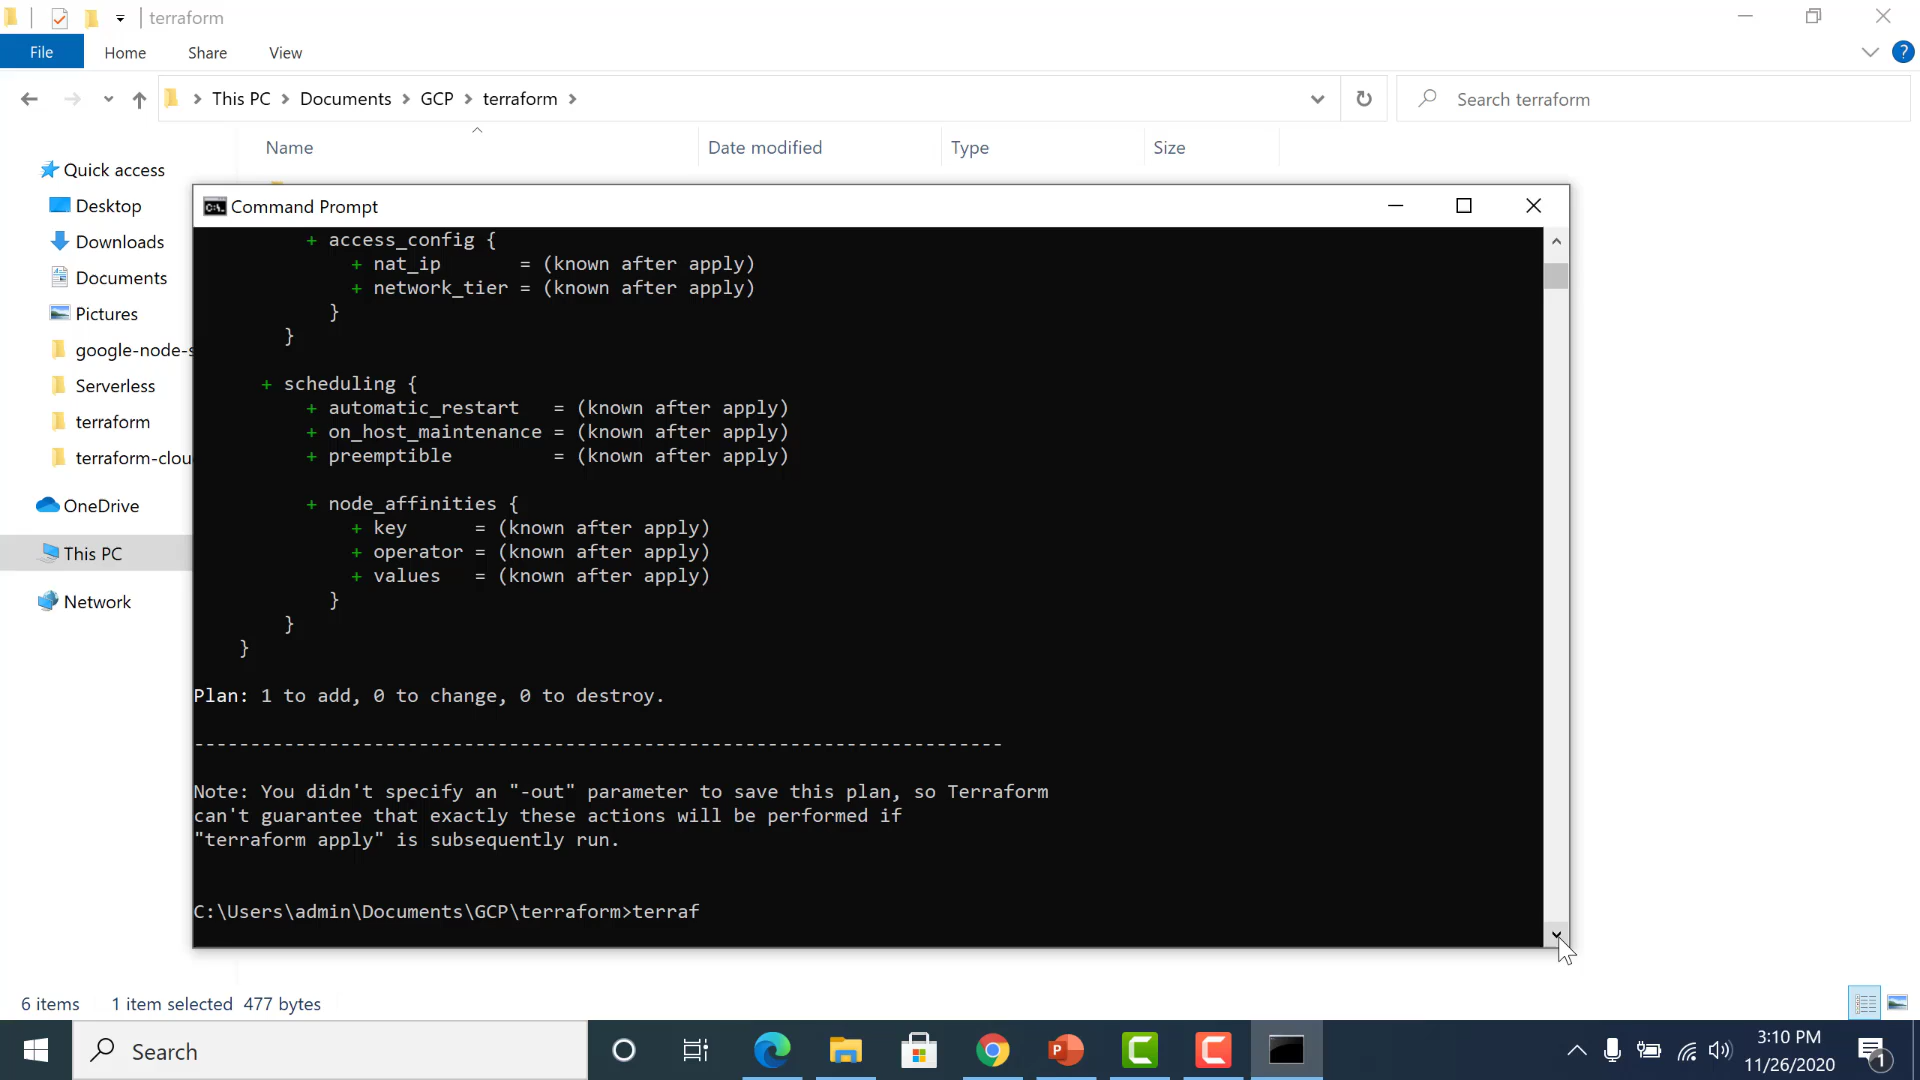 terraform
File
Home
Share
View
?
This PC
Documents
GCP
terraform
Search terraform
Name
Date modified
Type
Size
Quick access
Desktop
Downloads
Documents
Pictures
google-node-s
Serverless
terraform
terraform-clou
OneDrive
This PC
Network
C:\.
Command Prompt
+ access_config {
+ nat_ip       = (known after apply)
+ network_tier = (known after apply)
}
}
+ scheduling {
+ automatic_restart   = (known after apply)
+ on_host_maintenance = (known after apply)
+ preemptible         = (known after apply)
+ node_affinities {
+ key      = (known after apply)
+ operator = (known after apply)
+ values   = (known after apply)
}
}
}
Plan: 1 to add, 0 to change, 0 to destroy.
------------------------------------------------------------------------
Note: You didn't specify an "-out" parameter to save this plan, so Terraform
can't guarantee that exactly these actions will be performed if
"terraform apply" is subsequently run.
C:\Users\admin\Documents\GCP\terraform>terraf
6 items
1 item selected
477 bytes
Search
P
C
C
3:10 PM
11/26/2020
1